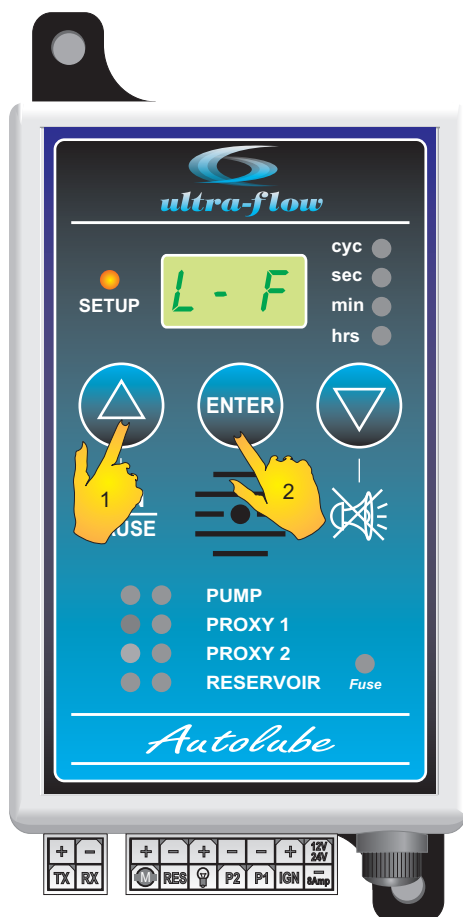 ultra-flow
cyc
sec
min
hrs
SETUP
L - F
ENTER
1
2
PUMP
PROXY 1
PROXY 2
RESERVOIR
Fuse
Autolube
+ - + - + - - + 12V 24V
TX RX M RES P2 P1 IGN 8Amp